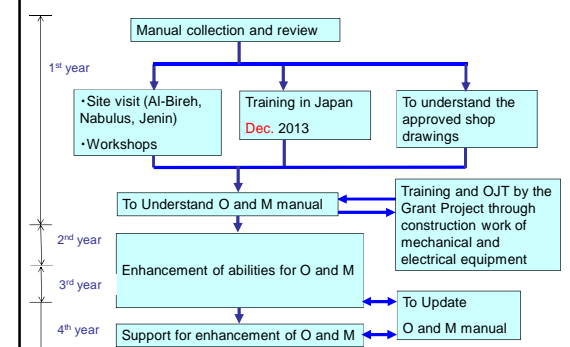 Manual collection and review
1st year
・Site visit (Al-Bireh,
Nabulus, Jenin)
・Workshops
Training in Japan
Dec. 2013
To understand the
approved shop
drawings
To Understand O and M manual
Training and OJT by the
Grant Project through
construction work of
mechanical and
electrical equipment
2nd year
Enhancement of abilities for O and M
3rd year
To Update
O and M manual
4th year
Support for enhancement of O and M